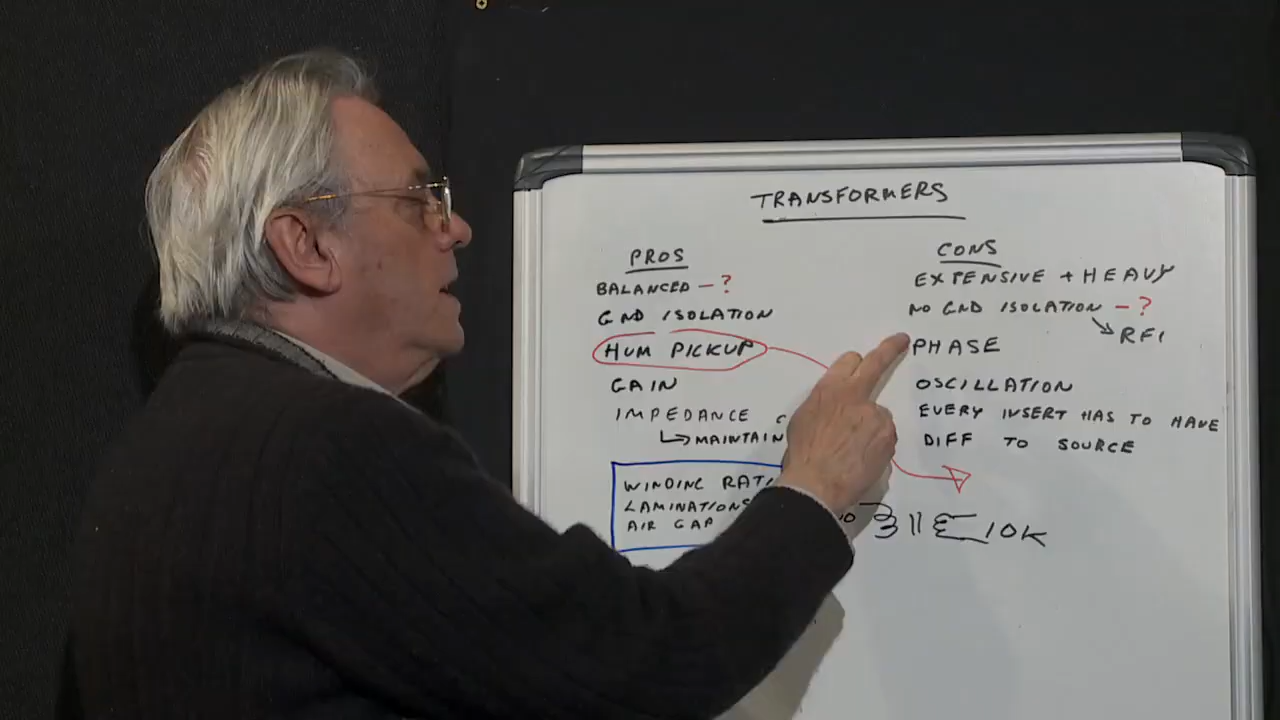 TRANSFORMERS
PROS
BALANCED – ?
GND ISOLATION
HUM PICKUP
GAIN
IMPEDANCE
MAINTAIN
WINDING
LAMINATIONS
AIR GAP
CONS
EXPENSIVE + HEAVY
NO GND ISOLATION – ?
RFI
PHASE
OSCILLATION
EVERY INSERT HAS TO HAVE
DIFF TO SOURCE
10K